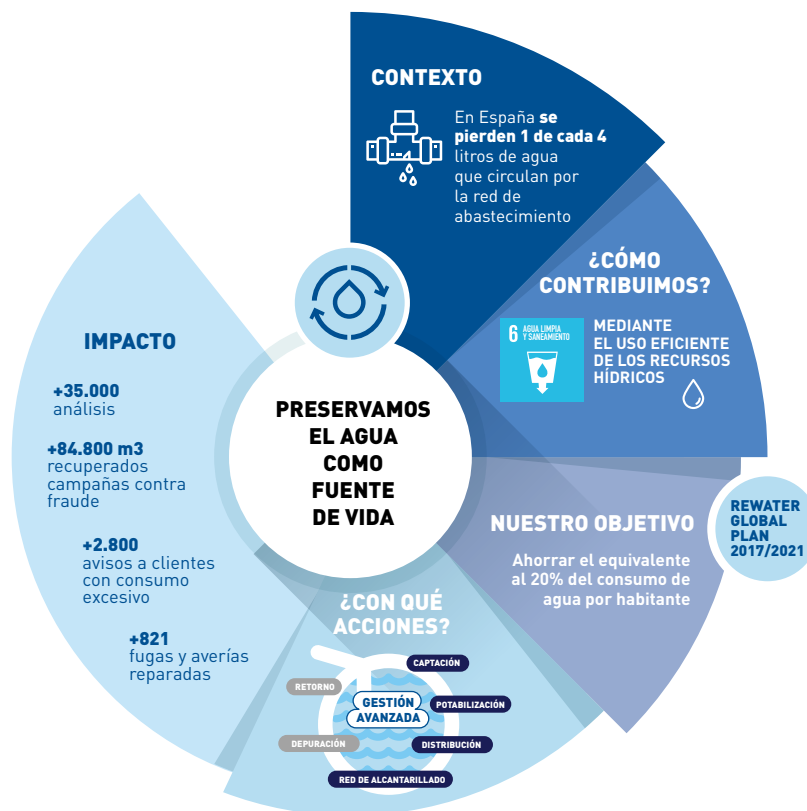 CONTEXTO
En España se
pierden 1 de cada 4
litros de agua
que circulan por
la red de
abastecimiento
¿CÓMO
CONTRIBUIMOS?
6 AGUA LIMPIA
Y SANEAMIENTO
MEDIANTE
EL USO EFICIENTE
DE LOS RECURSOS
HÍDRICOS
PRESERVAMOS
EL AGUA
COMO
FUENTE
DE VIDA
NUESTRO OBJETIVO
Ahorrar el equivalente
al 20% del consumo de
agua por habitante
REWATER
GLOBAL
PLAN
2017/2021
¿CON QUÉ
ACCIONES?
CAPTACIÓN
POTABILIZACIÓN
DISTRIBUCIÓN
RED DE ALCANTARILLADO
DEPURACIÓN
RETORNO
GESTIÓN
AVANZADA
IMPACTO
+35.000
análisis
+84.800 m3
recuperados
campañas contra
fraude
+2.800
avisos a clientes
con consumo
excesivo
+821
fugas y averías
reparadas